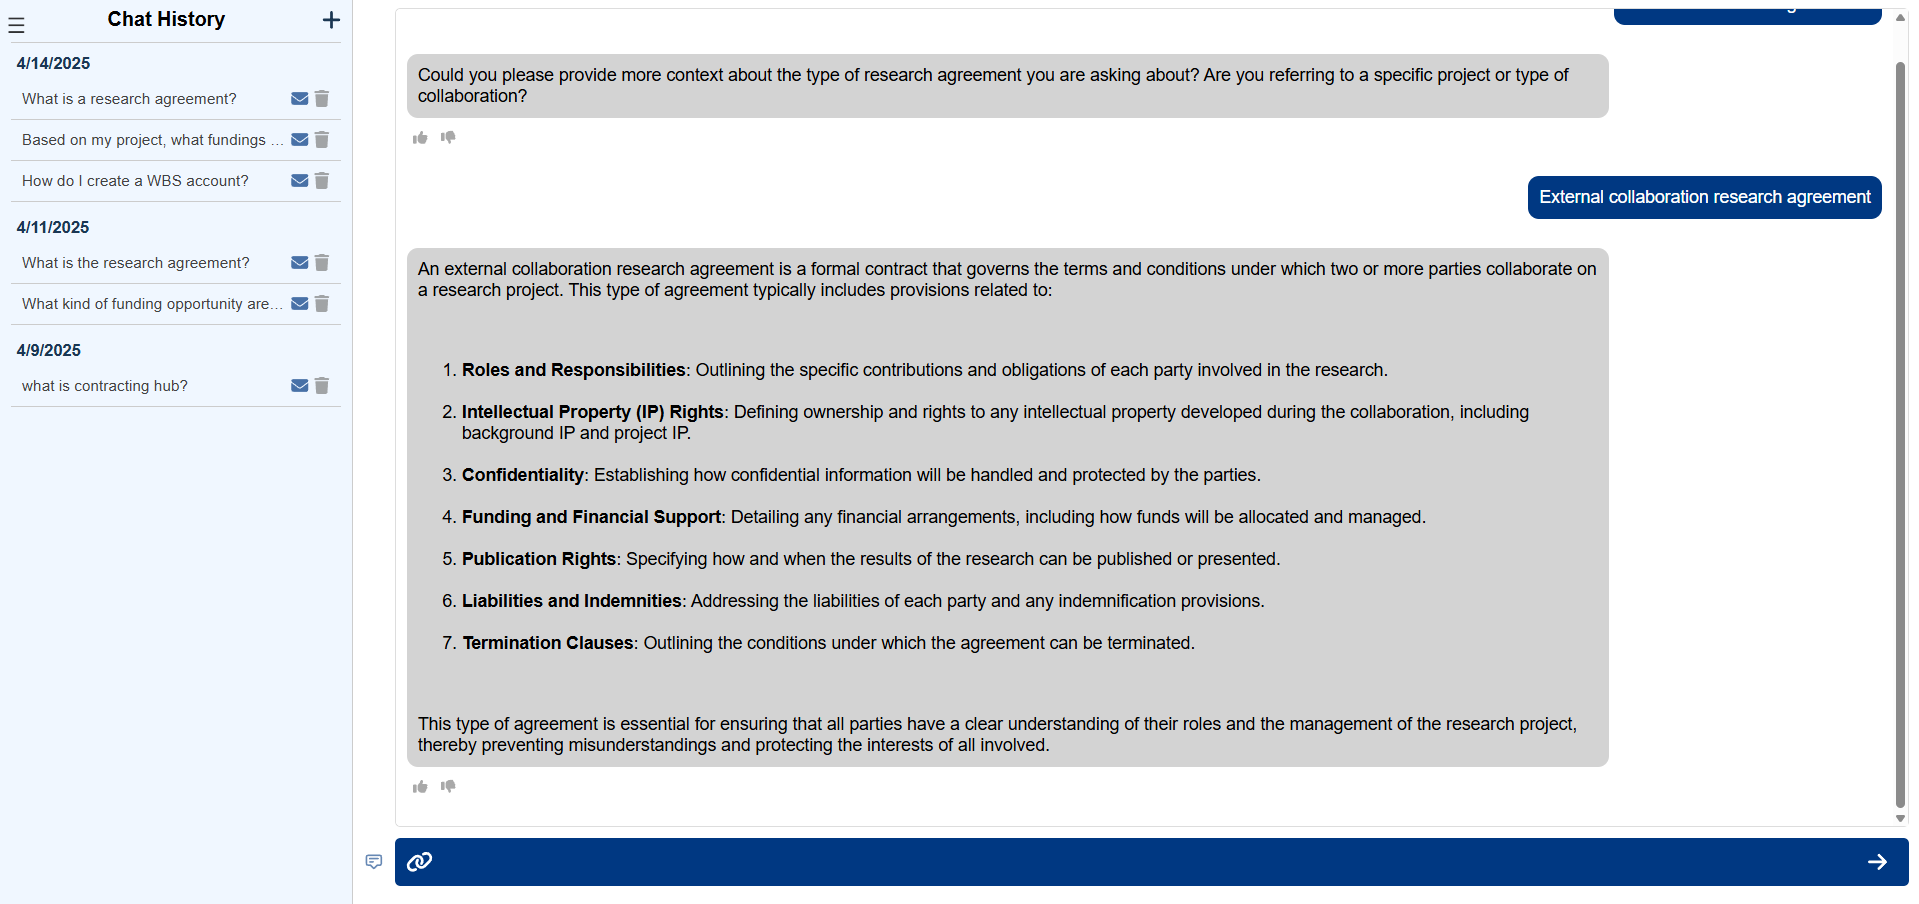 Chat History
4/14/2025
What is a research agreement?
Based on my project, what fundings ...
How do I create a WBS account?
4/11/2025
What is the research agreement?
What kind of funding opportunity are...
4/9/2025
what is contracting hub?
Could you please provide more context about the type of research agreement you are asking about? Are you referring to a specific project or type of
collaboration?
External collaboration research agreement
An external collaboration research agreement is a formal contract that governs the terms and conditions under which two or more parties collaborate on
a research project. This type of agreement typically includes provisions related to:
1. Roles and Responsibilities: Outlining the specific contributions and obligations of each party involved in the research.
2. Intellectual Property (IP) Rights: Defining ownership and rights to any intellectual property developed during the collaboration, including
background IP and project IP.
3. Confidentiality: Establishing how confidential information will be handled and protected by the parties.
4. Funding and Financial Support: Detailing any financial arrangements, including how funds will be allocated and managed.
5. Publication Rights: Specifying how and when the results of the research can be published or presented.
6. Liabilities and Indemnities: Addressing the liabilities of each party and any indemnification provisions.
7. Termination Clauses: Outlining the conditions under which the agreement can be terminated.
This type of agreement is essential for ensuring that all parties have a clear understanding of their roles and the management of the research project,
thereby preventing misunderstandings and protecting the interests of all involved.